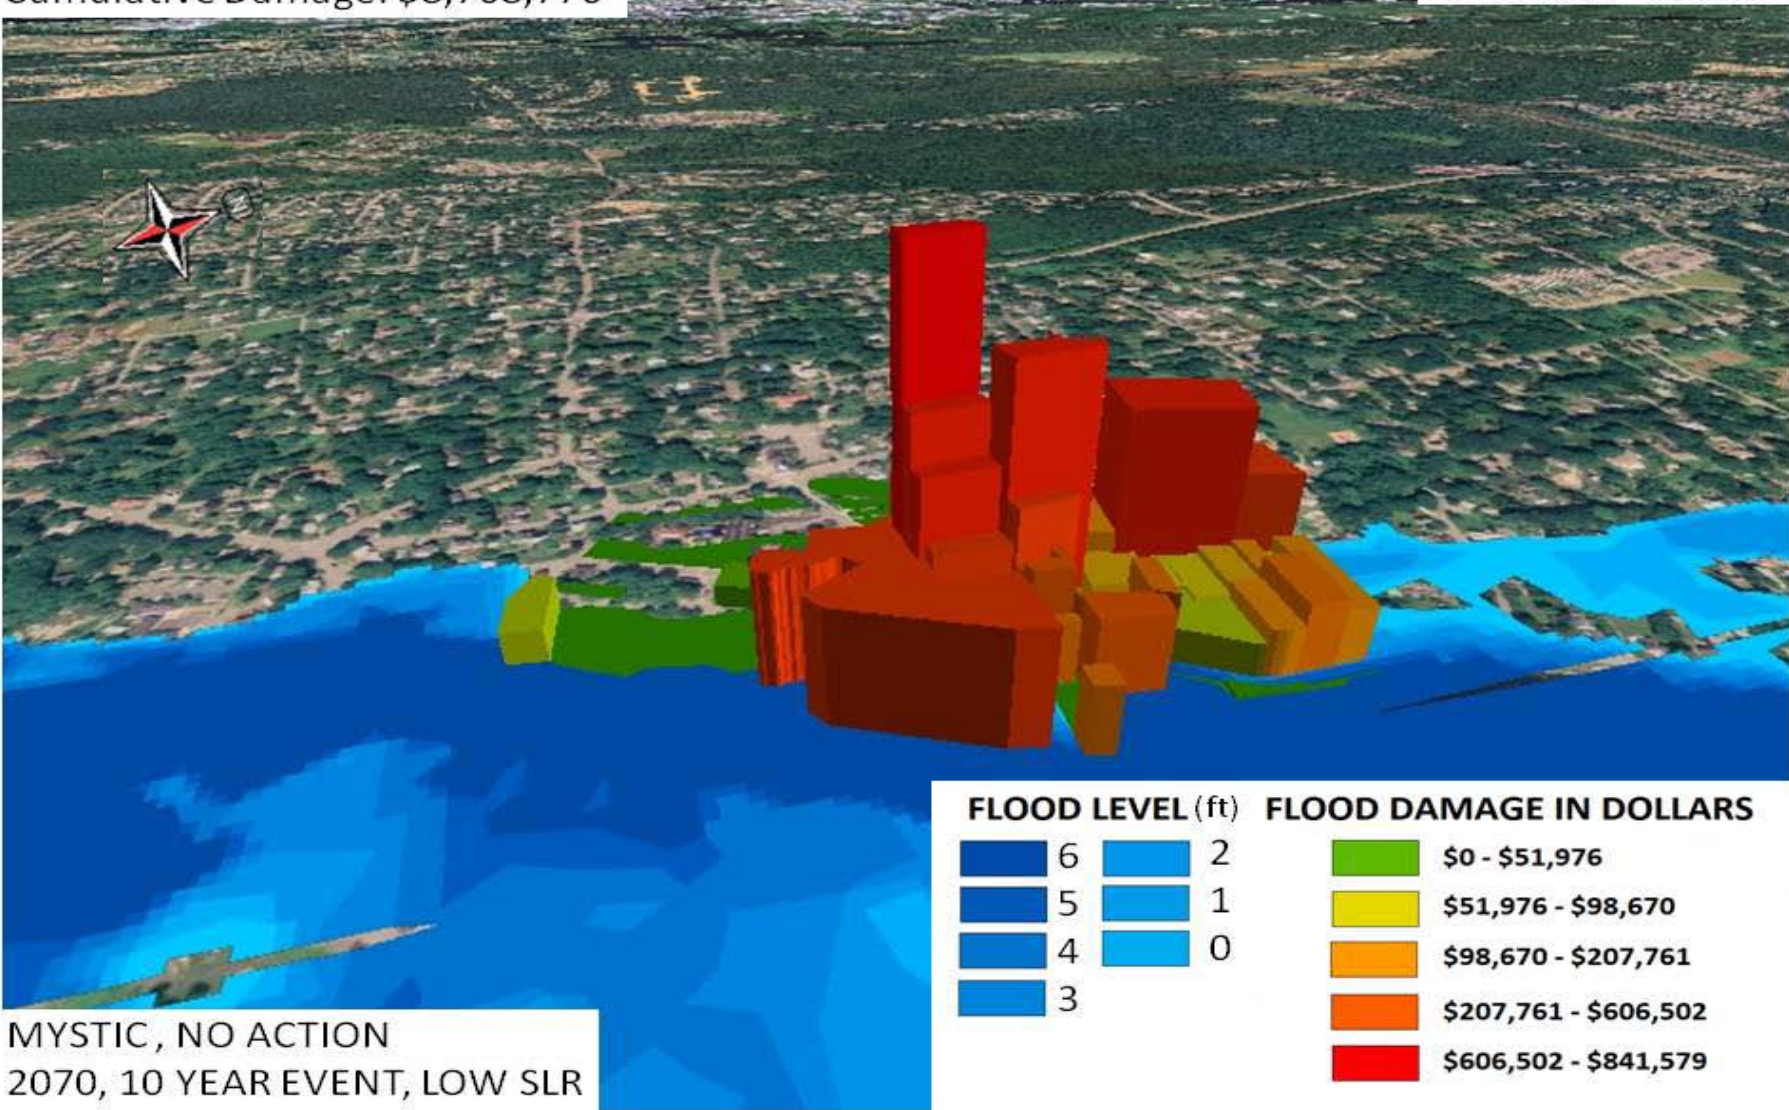 MYSTIC, NO ACTION
2070, 10 YEAR EVENT, LOW SLR
FLOOD LEVEL (ft)
6 2
5 1
4 0
3
FLOOD DAMAGE IN DOLLARS
$0 - $51,976
$51,976 - $98,670
$98,670 - $207,761
$207,761 - $606,502
$606,502 - $841,579